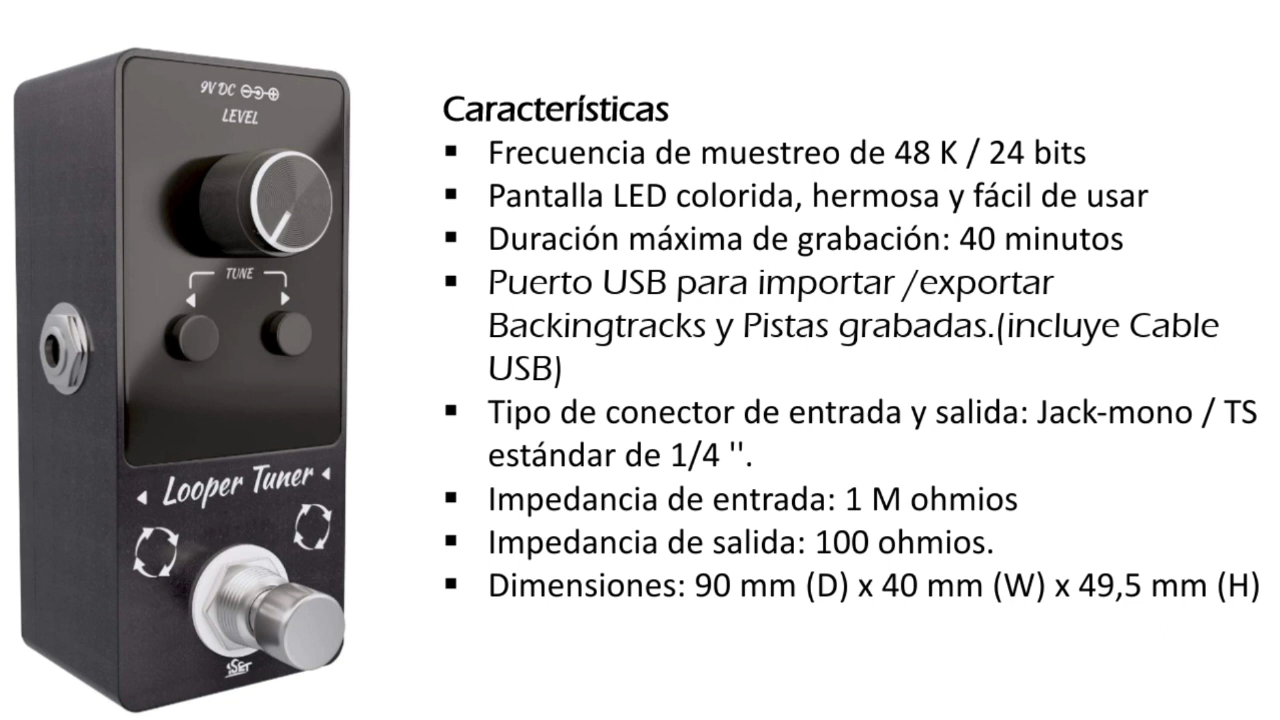 9V DC
LEVEL
TUNE
Looper Tuner
iSET
Características
Frecuencia de muestreo de 48 K / 24 bits
Pantalla LED colorida, hermosa y fácil de usar
Duración máxima de grabación: 40 minutos
Puerto USB para importar /exportar
Backingtracks y Pistas grabadas.(incluye Cable
USB)
Tipo de conector de entrada y salida: Jack-mono / TS
estándar de 1/4 ''.
Impedancia de entrada: 1 M ohmios
Impedancia de salida: 100 ohmios.
Dimensiones: 90 mm (D) x 40 mm (W) x 49,5 mm (H)